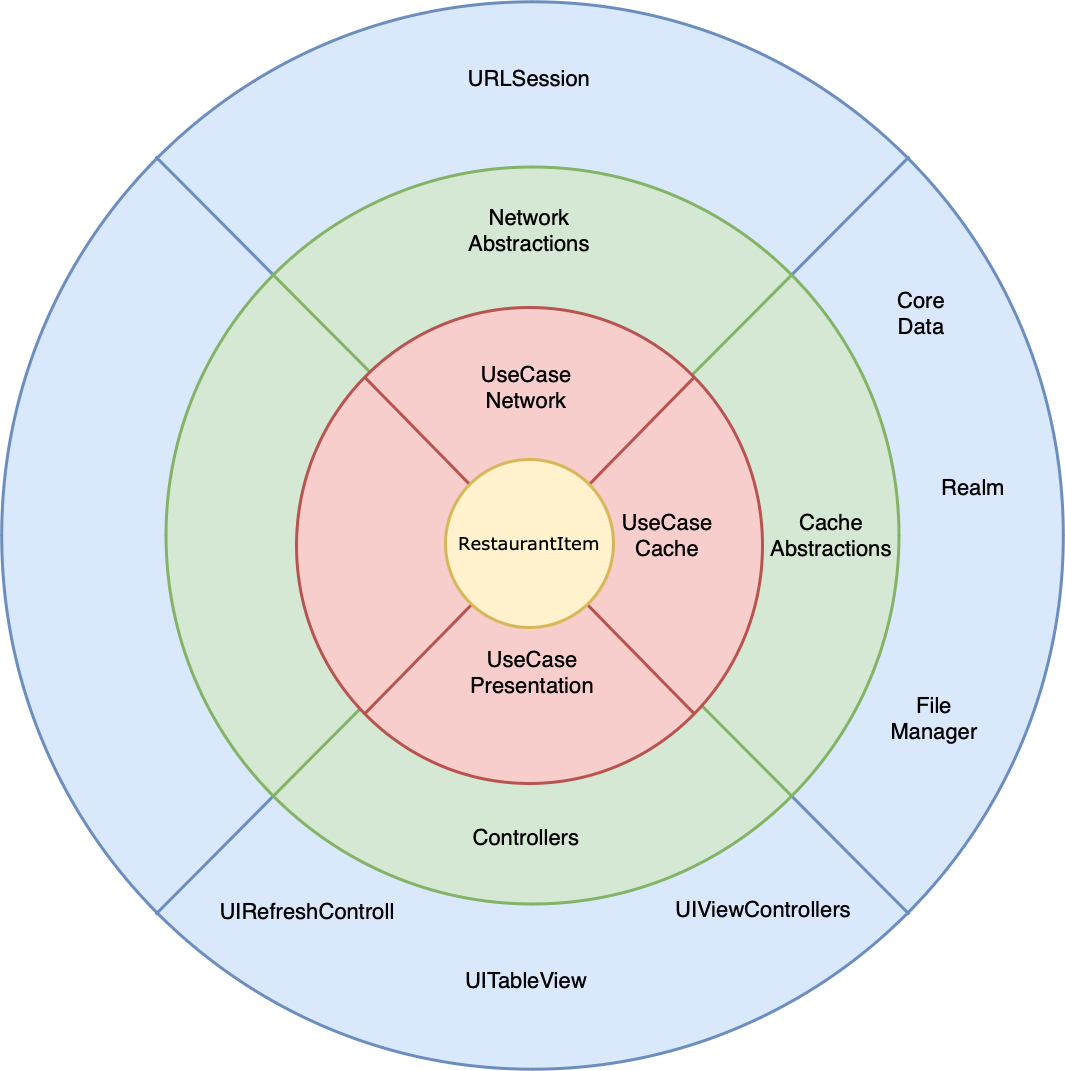 URLSession
Network
Abstractions
Core
Data
UseCase
Network
Realm
UseCase
Cache
Cache
Abstractions
RestaurantItem
UseCase
Presentation
File
Manager
Controllers
UIRefreshControll
UIViewControllers
UITableView